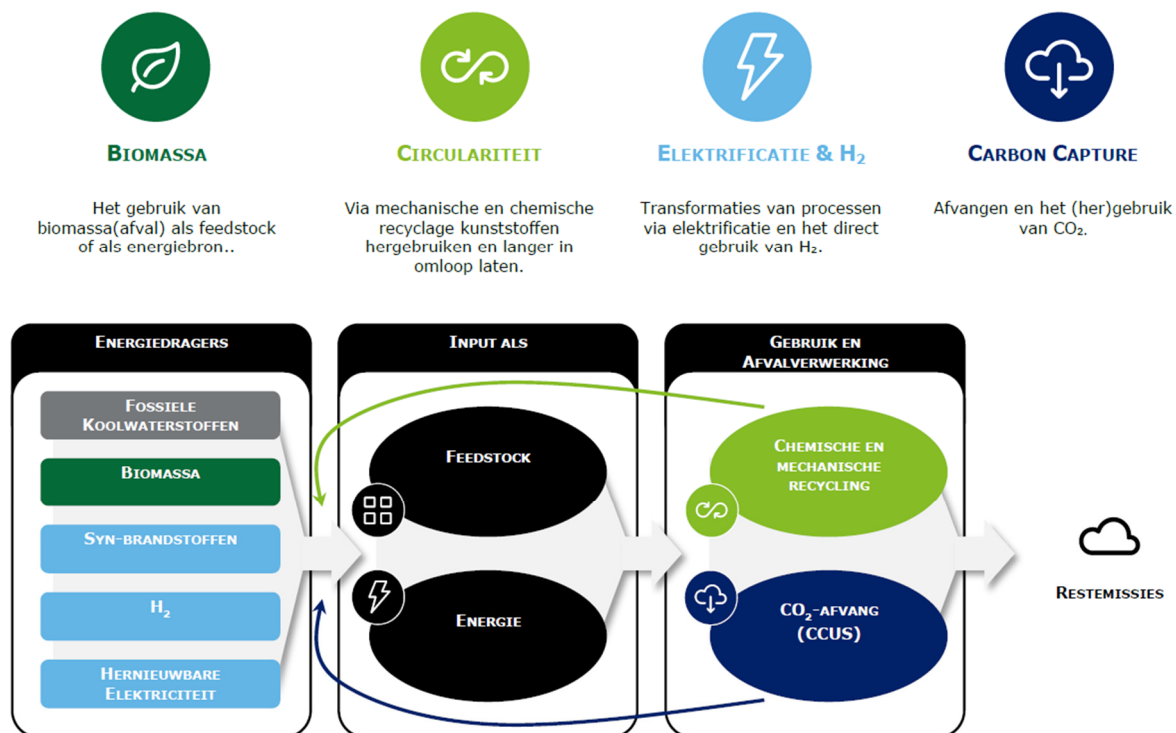 BIOMASSA
Het gebruik van
biomassa(afval) als feedstock
of als energiebron..
CIRCULARITEIT
Via mechanische en chemische
recyclage kunststoffen
hergebruiken en langer in
omloop laten.
ELEKTRIFICATIE & H₂
Transformaties van processen
via elektrificatie en het direct
gebruik van H₂.
CARBON CAPTURE
Afvangen en het (her)gebruik
van CO₂.
ENERGIEDRAGERS
FOSSIELE
KOOLWATERSTOFFEN
BIOMASSA
SYN-BRANDSTOFFEN
H₂
HERNIEUWBARE
ELEKTRICITEIT
INPUT ALS
FEEDSTOCK
ENERGIE
GEBRUIK EN
AFVALVERWERKING
CHEMISCHE EN
MECHANISCHE
RECYCLING
CO₂-AFVANG
(CCUS)
RESTEMISSIES